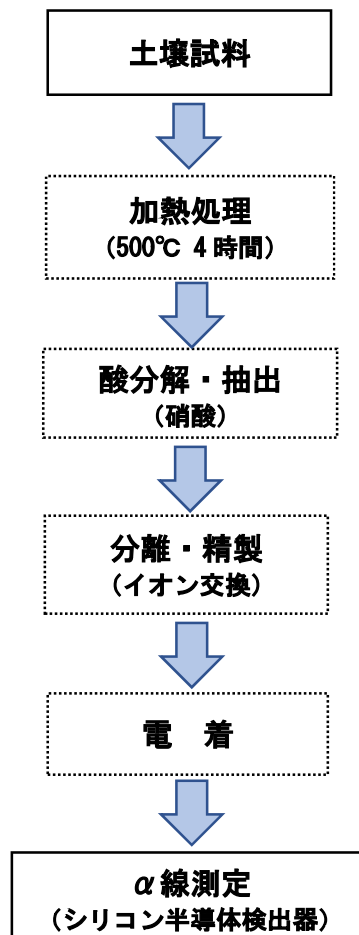 土壌試料
加熱処理
（500℃ 4時間）
酸分解・抽出
（硝酸）
分離・精製
（イオン交換）
電　着
α線測定
（シリコン半導体検出器）